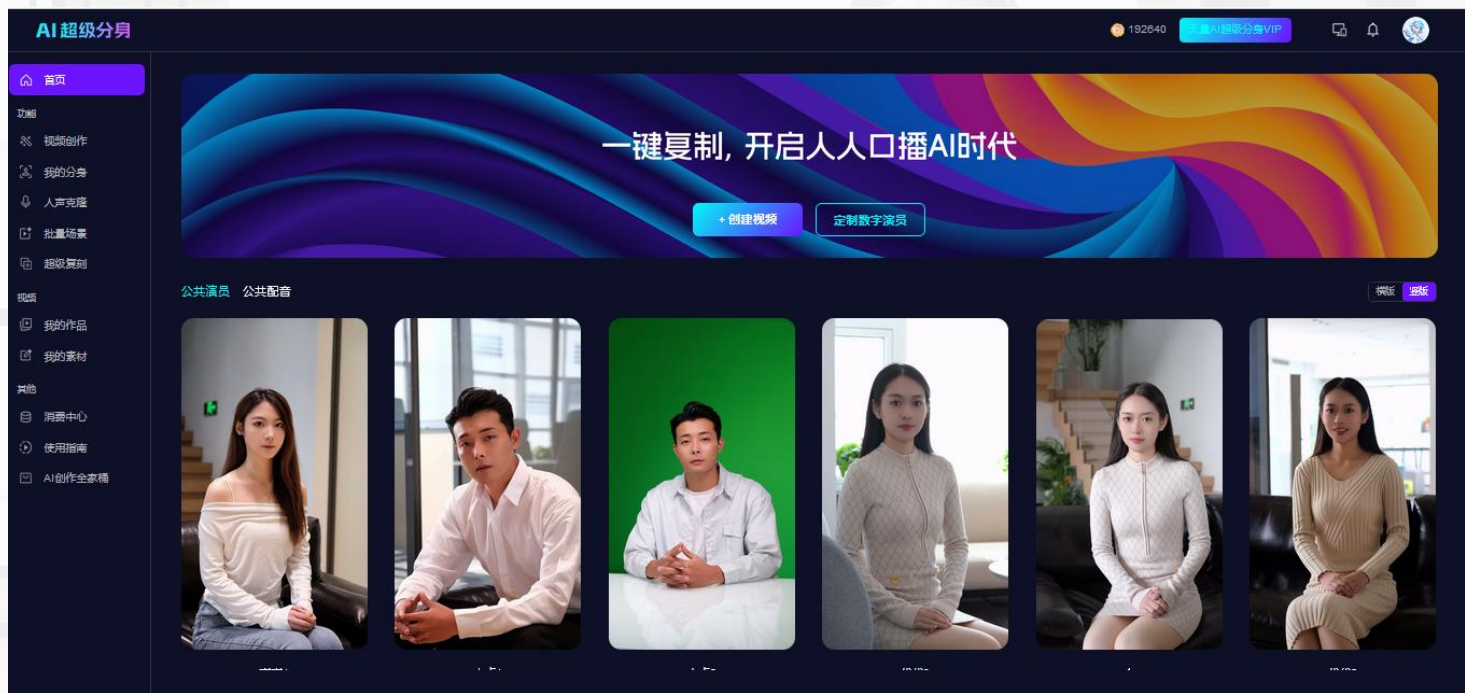 AI 超级分身
192640
天量AI超级分身VIP
首页
功能
视频创作
我的分身
人声克隆
批量场景
超级复刻
视频
我的作品
我的素材
其他
消费中心
使用指南
AI创作全家桶
一键复制, 开启人人口播AI时代
+ 创建视频
定制数字演员
公共演员 公共配音
横版 竖版